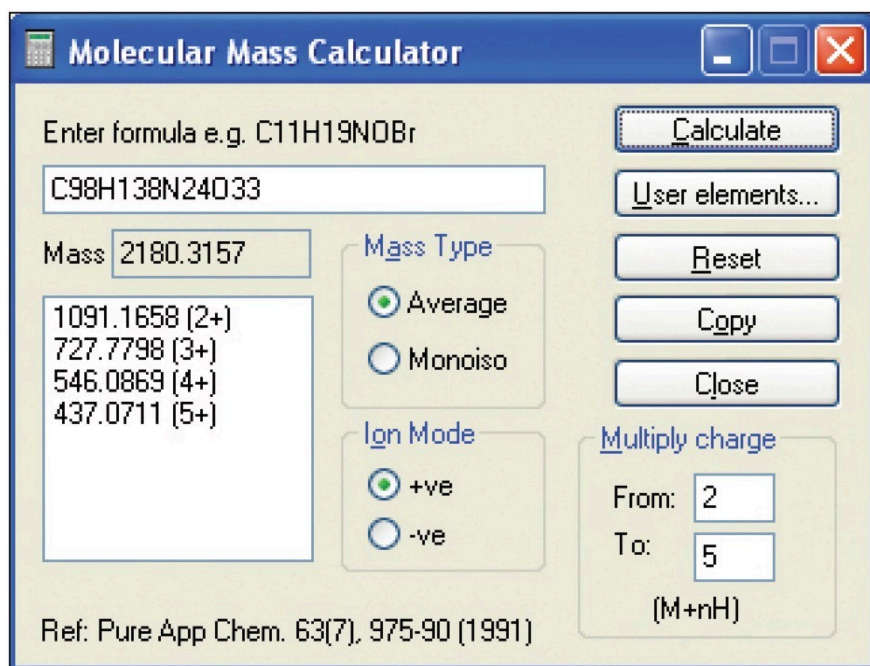 Molecular Mass Calculator
Enter formula e.g. C11H19NOBr
C98H138N24O33
Mass 2180.3157
1091.1658 (2+)
727.7798 (3+)
546.0869 (4+)
437.0711 (5+)
Mass Type
Average
Monoiso
Ion Mode
+ve
-ve
Calculate
User elements...
Reset
Copy
Close
Multiply charge
From: 2
To: 5
(M+nH)
Ref: Pure App Chem. 63(7), 975-90 (1991)